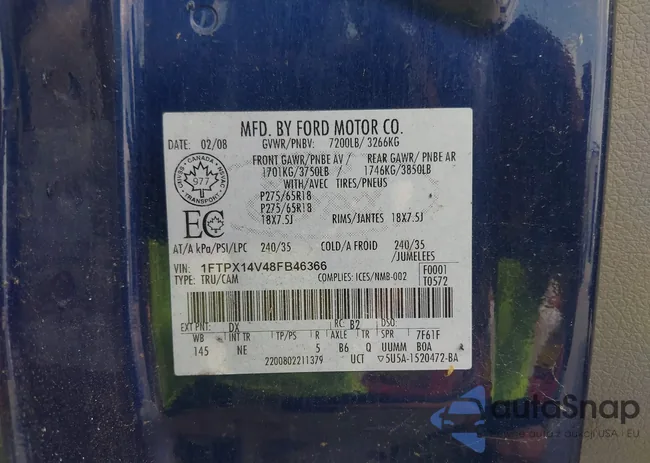 MFD. BY FORD MOTOR CO.
DATE: 02/08 GVWR/PNBV: 7200LB/ 3266KG
FRONT GAWR/PNBE AV / REAR GAWR/ PNBE AR
1701KG/3750LB / 1746KG/3850LB
WITH/AVEC TIRES/PNEUS
P275/65R18
P275/65R18
18X7.5J RIMS/JANTES 18X7.5J
CANADA
977
TRANSPORT
EC
AT/A kPa/PSI/LPC 240/35 COLD/A FROID 240/35
/JUMELEES
VIN: 1FTPX14V48FB46366
TYPE: TRU/CAM COMPLIES: ICES/NMB-002
F0001
T0572
EXT PNT: DX RC: B2 DSO:
WB INT TR TP/PS R AXLE TR SPR 7F61F
145 NE 5 B6 Q UUMM B0A
2200802211379 UCT ▽5U5A-1520472-BA
autoSnap
USA i EU